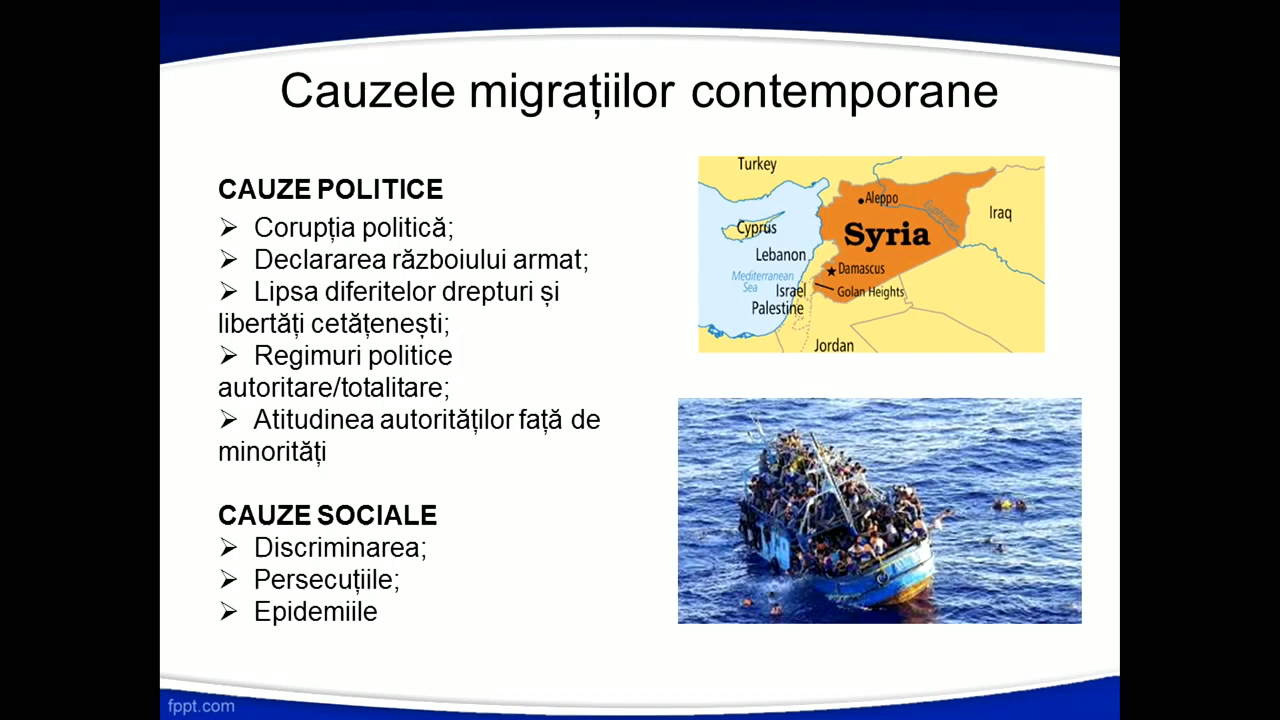 Cauzele migrațiilor contemporane
CAUZE POLITICE
➢ Corupția politică;
➢ Declararea războiului armat;
➢ Lipsa diferitelor drepturi și
libertăți cetățenești;
➢ Regimuri politice
autoritare/totalitare;
➢ Atitudinea autorităților față de
minorități
CAUZE SOCIALE
➢ Discriminarea;
➢ Persecuțiile;
➢ Epidemiile
Turkey
Aleppo
Euphrates
Iraq
Cyprus
Syria
Lebanon
Damascus
Mediterranean
Sea
Israel
Golan Heights
Palestine
Jordan
fppt.com